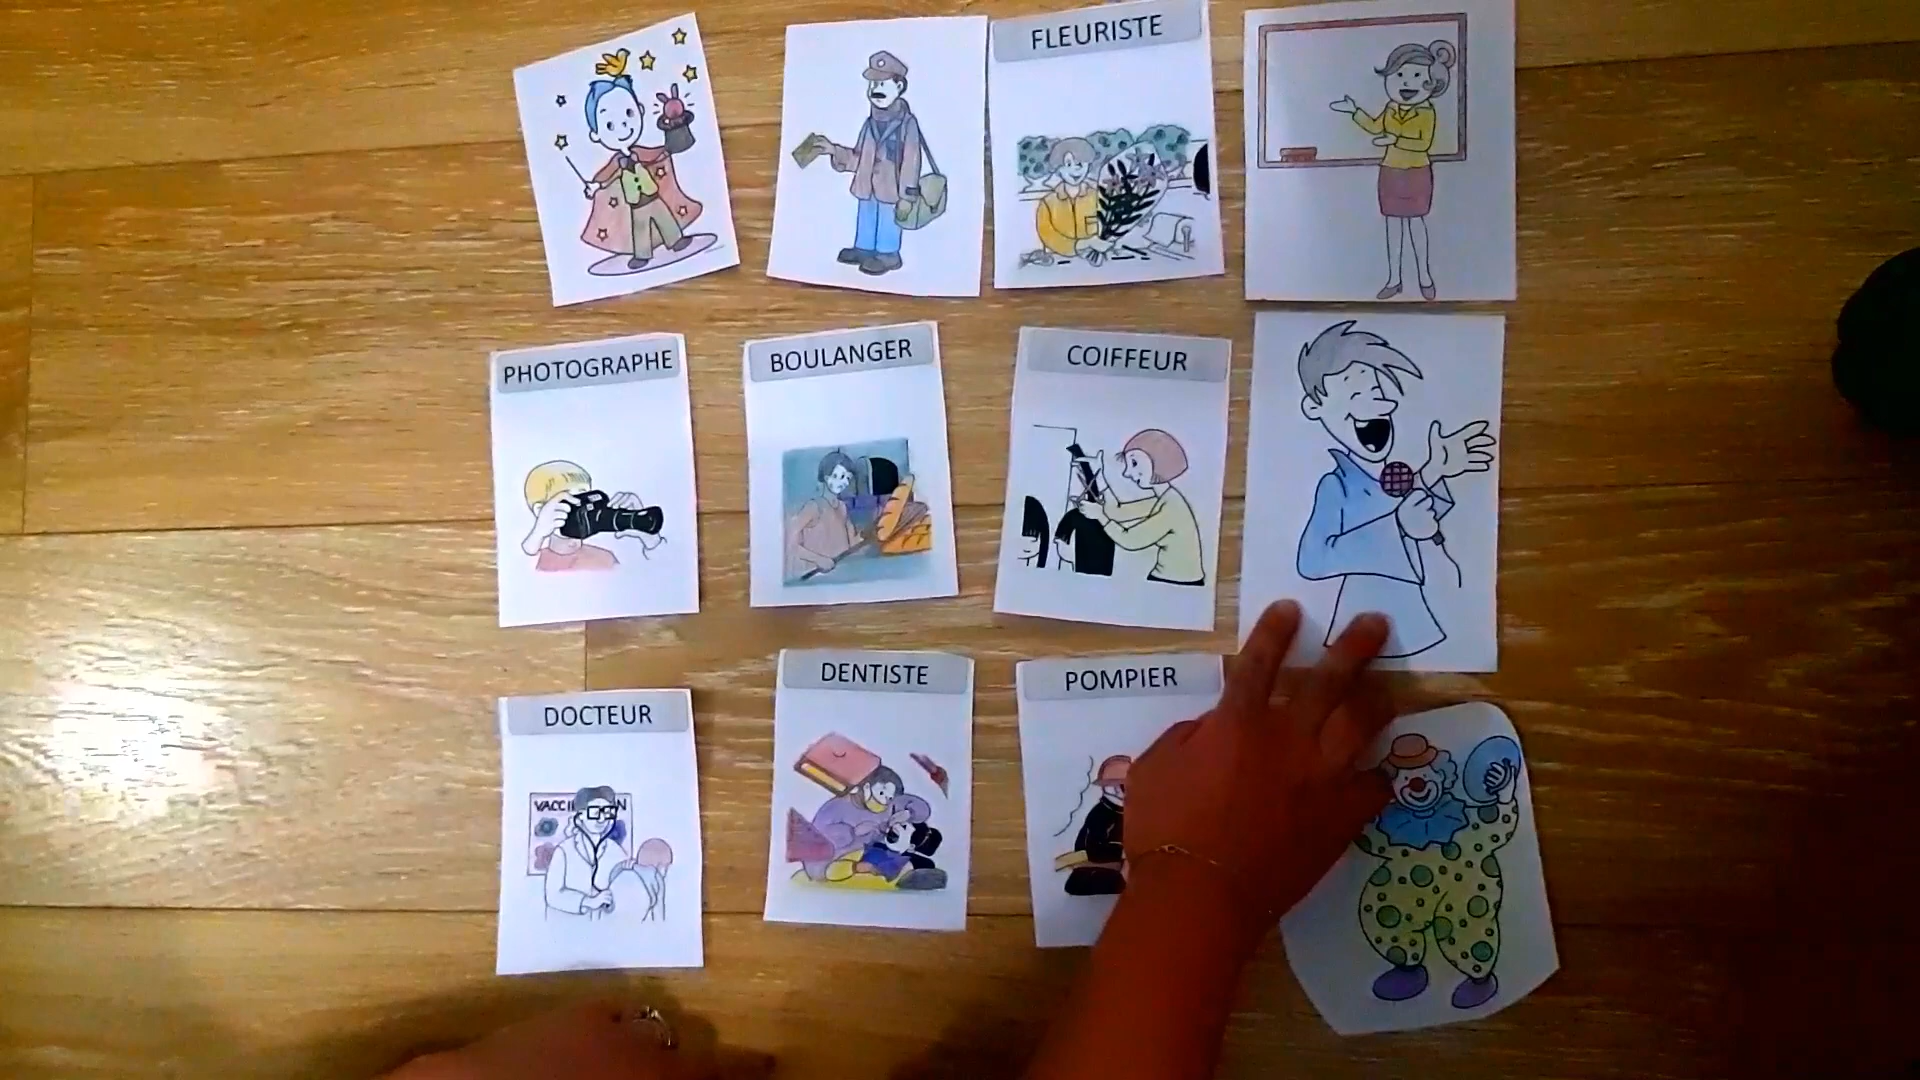 FLEURISTE
PHOTOGRAPHE
BOULANGER
COIFFEUR
DOCTEUR
DENTISTE
POMPIER